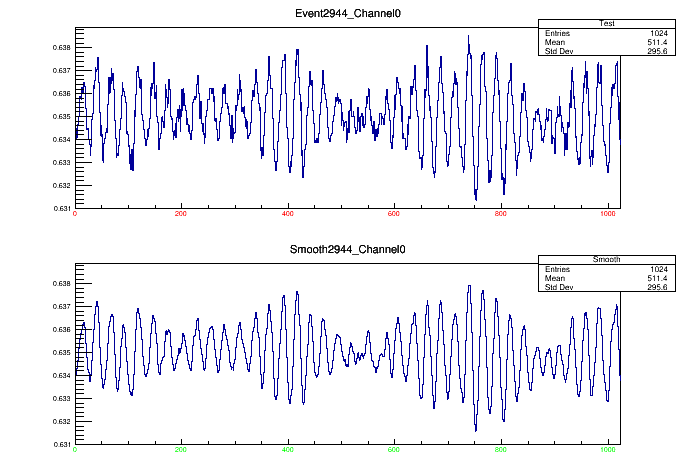 Event2944_Channel0
Test
Entries 1024
Mean 511.4
Std Dev 295.6
0.638
0.637
0.636
0.635
0.634
0.633
0.632
0.631
0 200 400 600 800 1000
Smooth2944_Channel0
Smooth
Entries 1024
Mean 511.4
Std Dev 295.6
0.638
0.637
0.636
0.635
0.634
0.633
0.632
0.631
0 200 400 600 800 1000